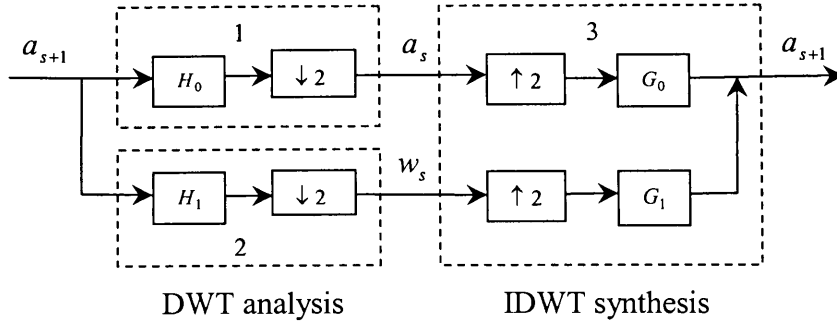 1
3
a_{s+1}
a_s
a_{s+1}
H_0
↓ 2
↑ 2
G_0
w_s
H_1
↓ 2
↑ 2
G_1
2
DWT analysis
IDWT synthesis